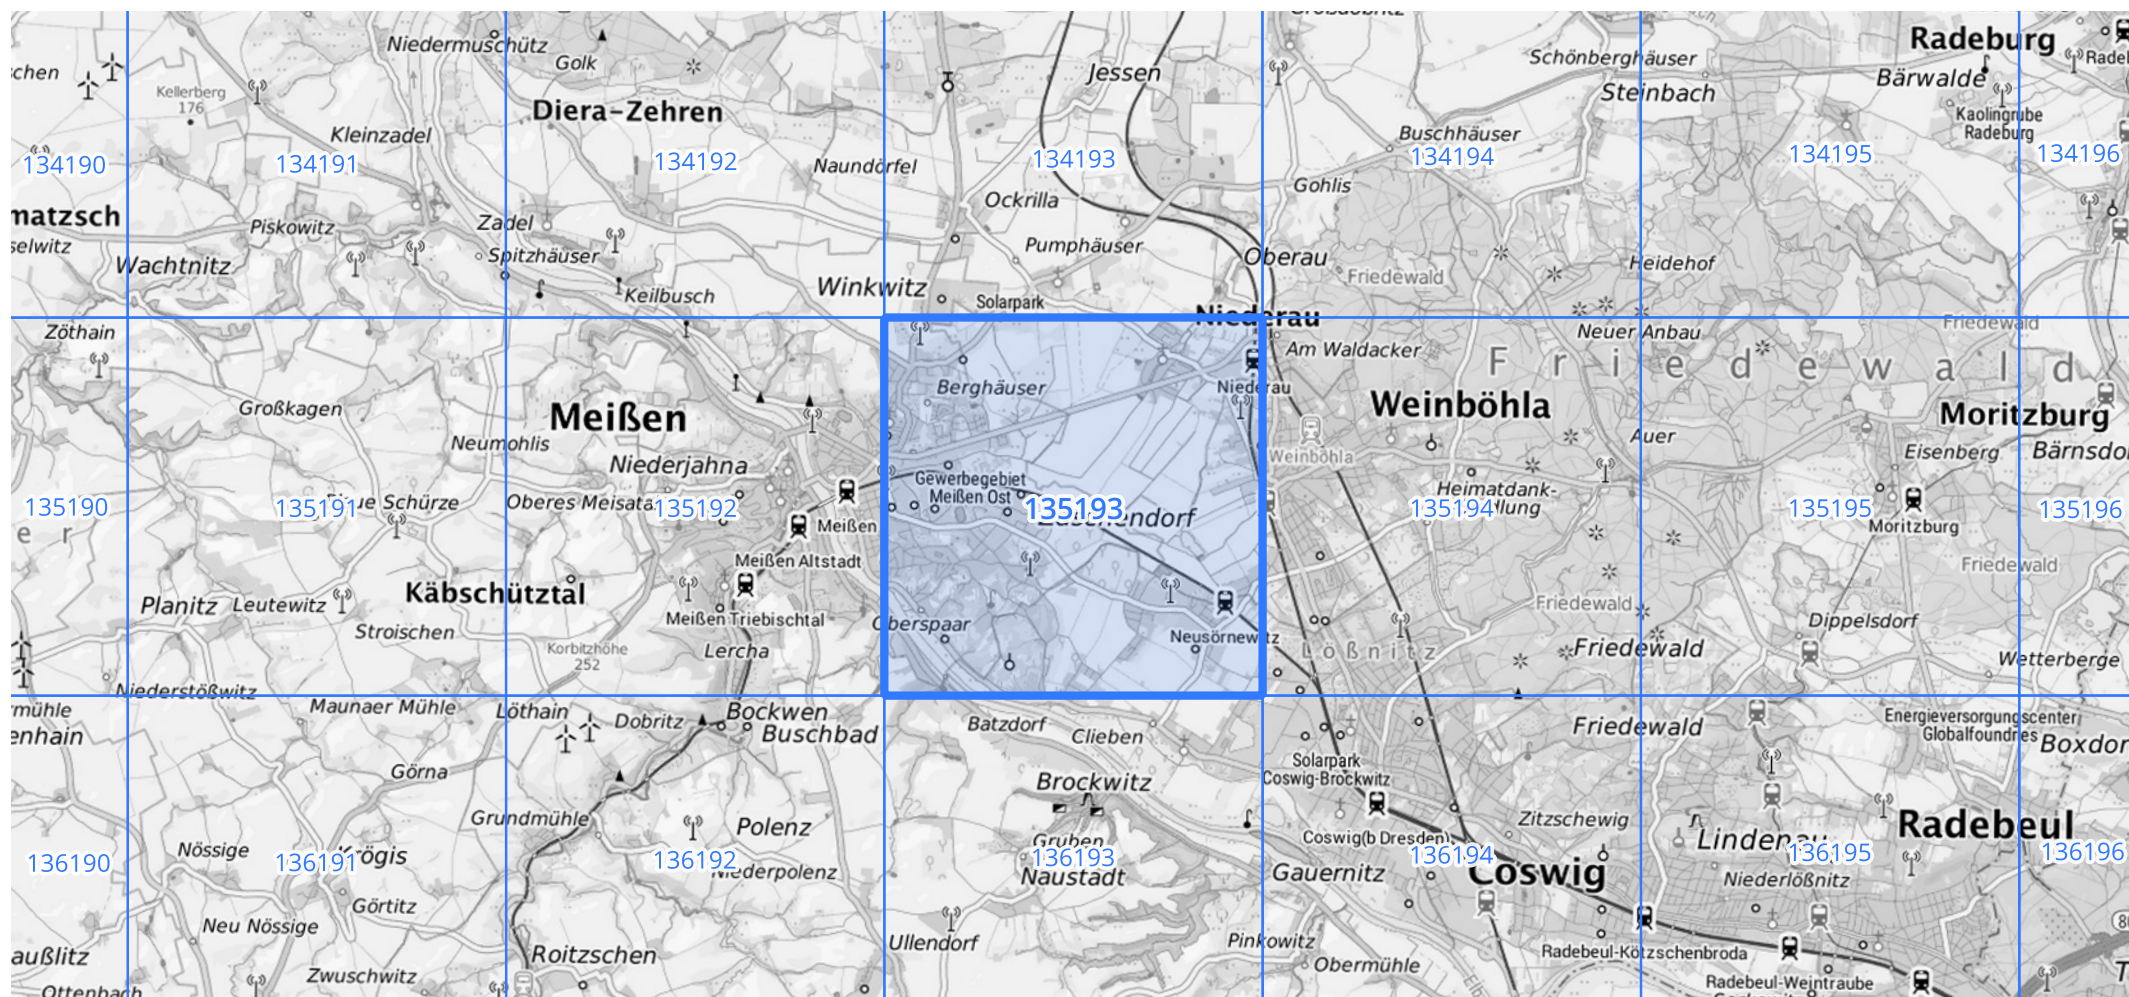 Niedermuschütz
Golk
Jessen
Schönberghäuser
Radeburg
Bärwalde
Steinbach
Kaolingrube
Radeburg
Kellerberg
176
Diera-Zehren
Kleinzadel
Buschhäuser
134190
134191
134192
Naundörfel
134193
134194
134195
134196
Gohlis
Ockrilla
Piskowitz
Zadel
Pumphäuser
Spitzhäuser
Oberau
Wachtnitz
Friedewald
Heidehof
Winkwitz
Keilbusch
Solarpark
Niederau
Zöthain
Neuer Anbau
Friedewald
Am Waldacker
Friedewald
Berghäuser
Niederau
Großkagen
Meißen
Weinböhla
Moritzburg
Neumohlis
Auer
Eisenberg
Niederjahna
Weinböhla
Gewerbegebiet
Meißen Ost
Heimatdank-
135190
135191
Oberes Meisatal
135192
135193
135194
135195
135196
Meißen
Moritzburg
Meißen Altstadt
Friedewald
Käbschütztal
Planitz
Leutewitz
Meißen Triebischtal
Oberspaar
Friedewald
Stroischen
Dippelsdorf
Neusörnewitz
Korbitzhöhe
252
Lercha
Lößnitz
Friedewald
Wetterberge
Niederstößwitz
Maunaer Mühle
Löthain
Dobritz
Bockwen
Buschbad
Batzdorf
Clieben
Friedewald
Energieversorgungscenter
Globalfoundries
Görna
Brockwitz
Solarpark
Coswig-Brockwitz
Grundmühle
Polenz
Zitzschewig
Radebeul
Nössige
Krögis
Gruben
Coswig(b Dresden)
Lindenau
136190
136191
136192
136193
136194
136195
136196
Niederpolenz
Naustadt
Gauernitz
Coswig
Niederlößnitz
Görtitz
Neu Nössige
Ullendorf
Pinkowitz
Roitzschen
Radebeul-Kötzschenbroda
Zwuschwitz
Obermühle
Radebeul-Weintraube